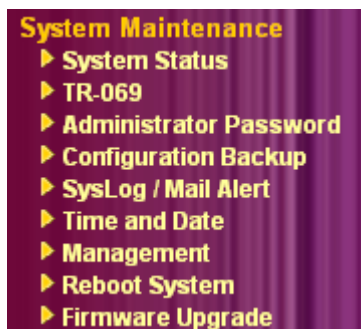 System Maintenance
System Status
TR-069
Administrator Password
Configuration Backup
SysLog / Mail Alert
Time and Date
Management
Reboot System
Firmware Upgrade